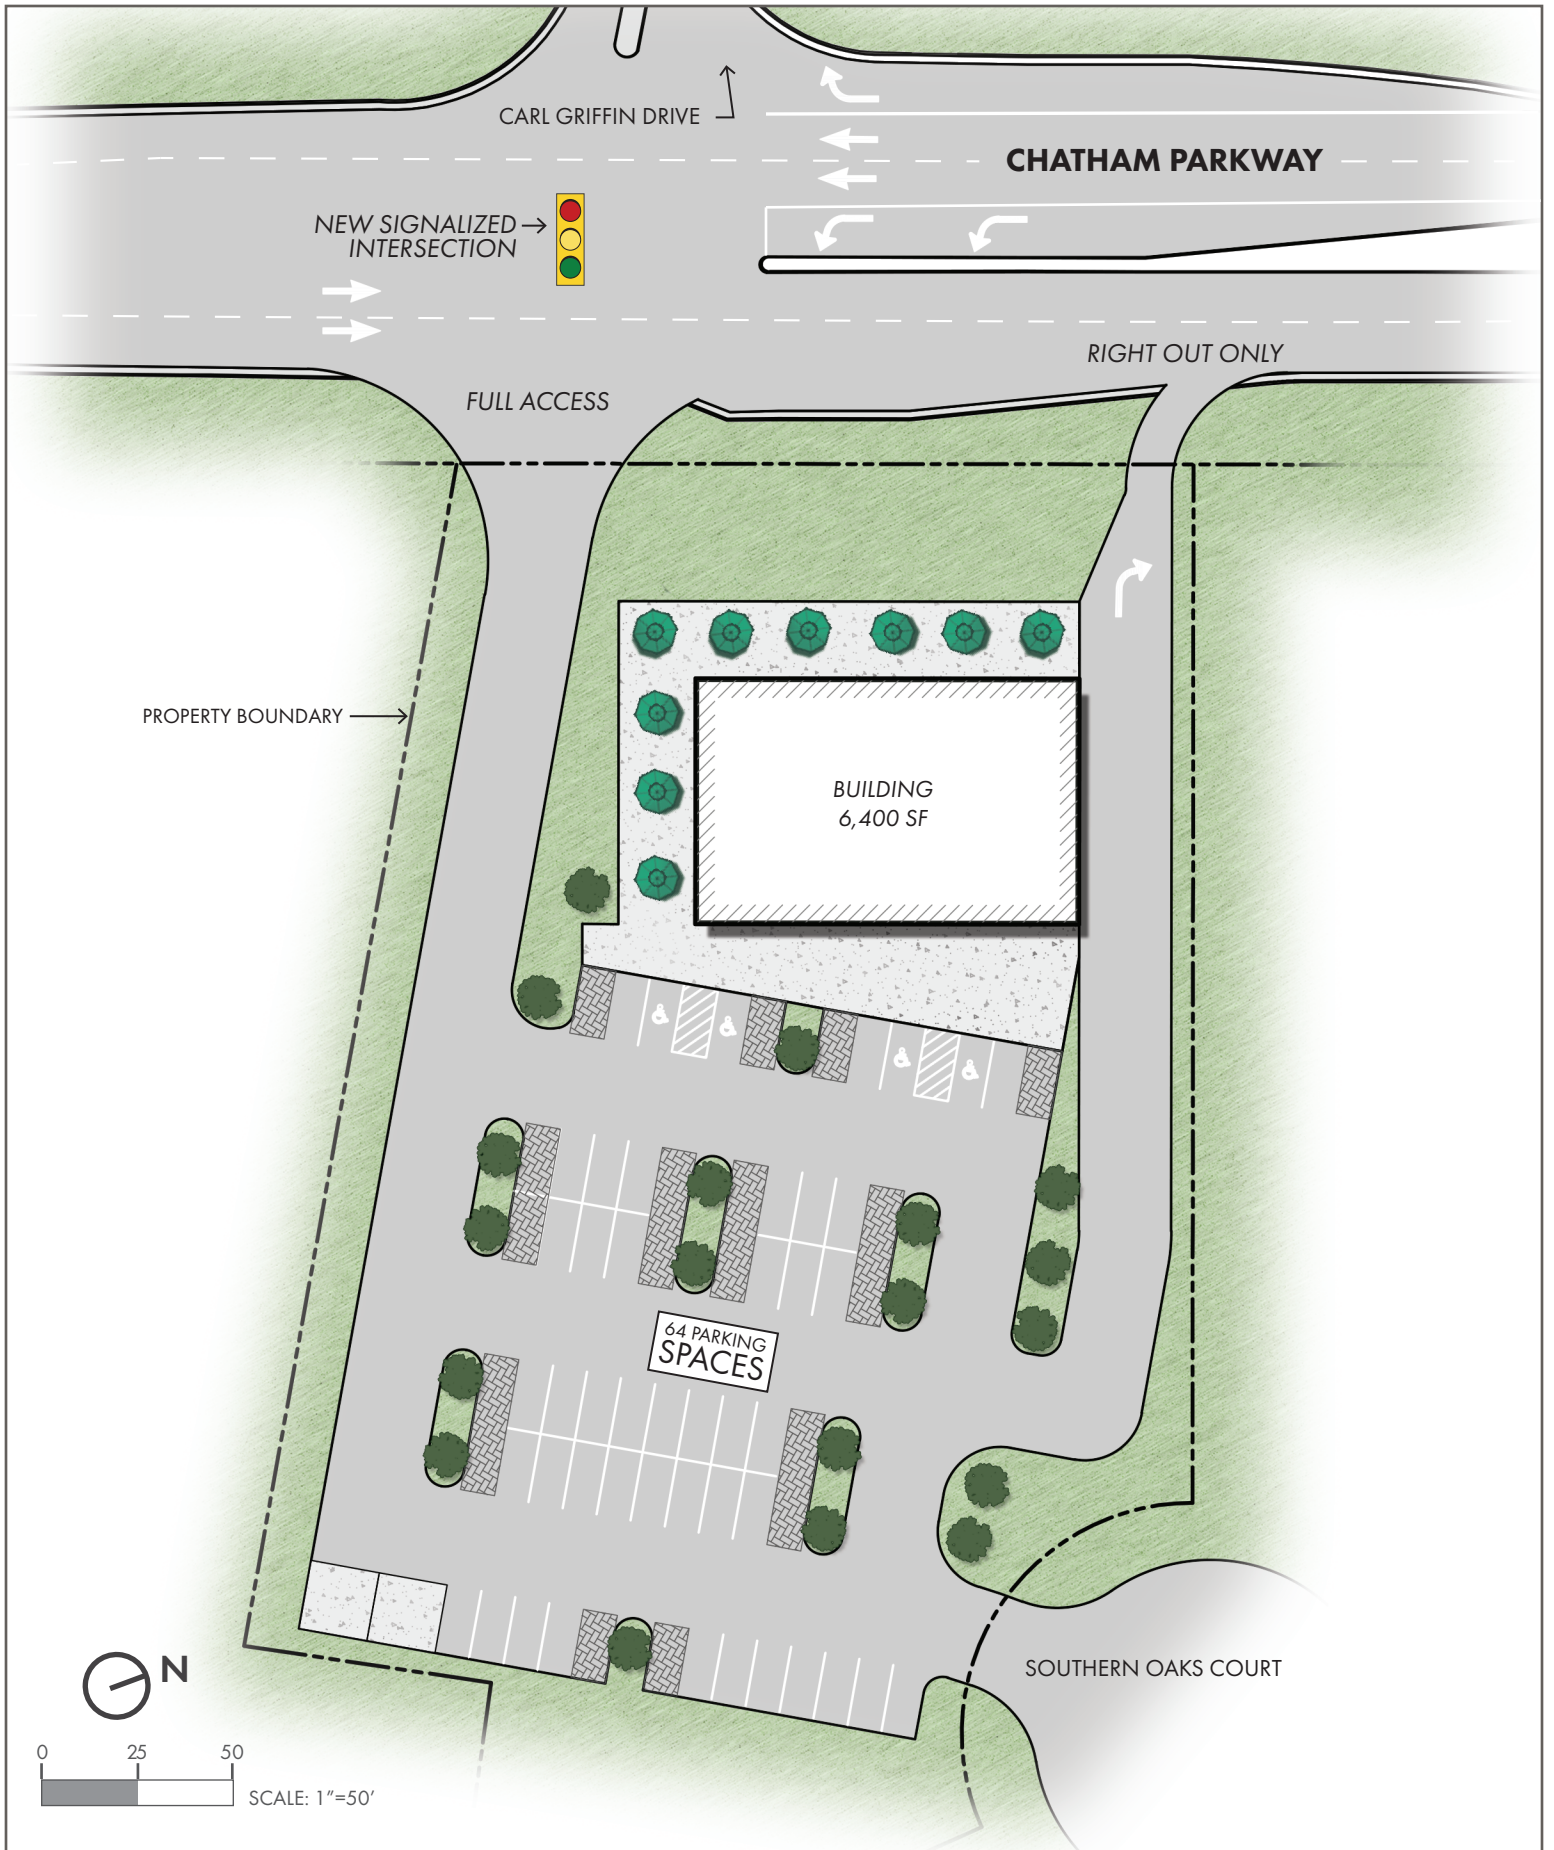 CARL GRIFFIN DRIVE
CHATHAM PARKWAY
NEW SIGNALIZED
INTERSECTION
RIGHT OUT ONLY
FULL ACCESS
PROPERTY BOUNDARY
BUILDING
6,400 SF
64 PARKING
SPACES
SOUTHERN OAKS COURT
N
0 25 50
SCALE: 1"=50'